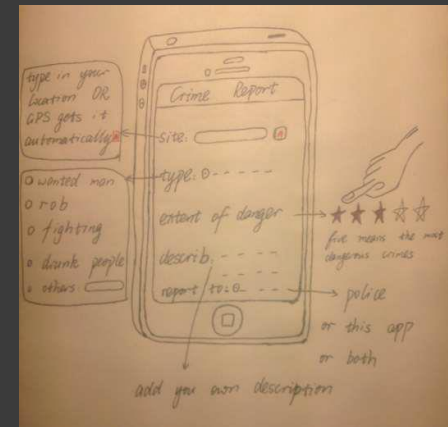 type in your
location OR
GPS gets it
automatically
o wanted man
o rob
o fighting
o drunk people
o others:
Crime Report
site:
type:
extent of danger
describ:
report to:
five means the most
dangerous crimes
police
or this app
or both
add you own description